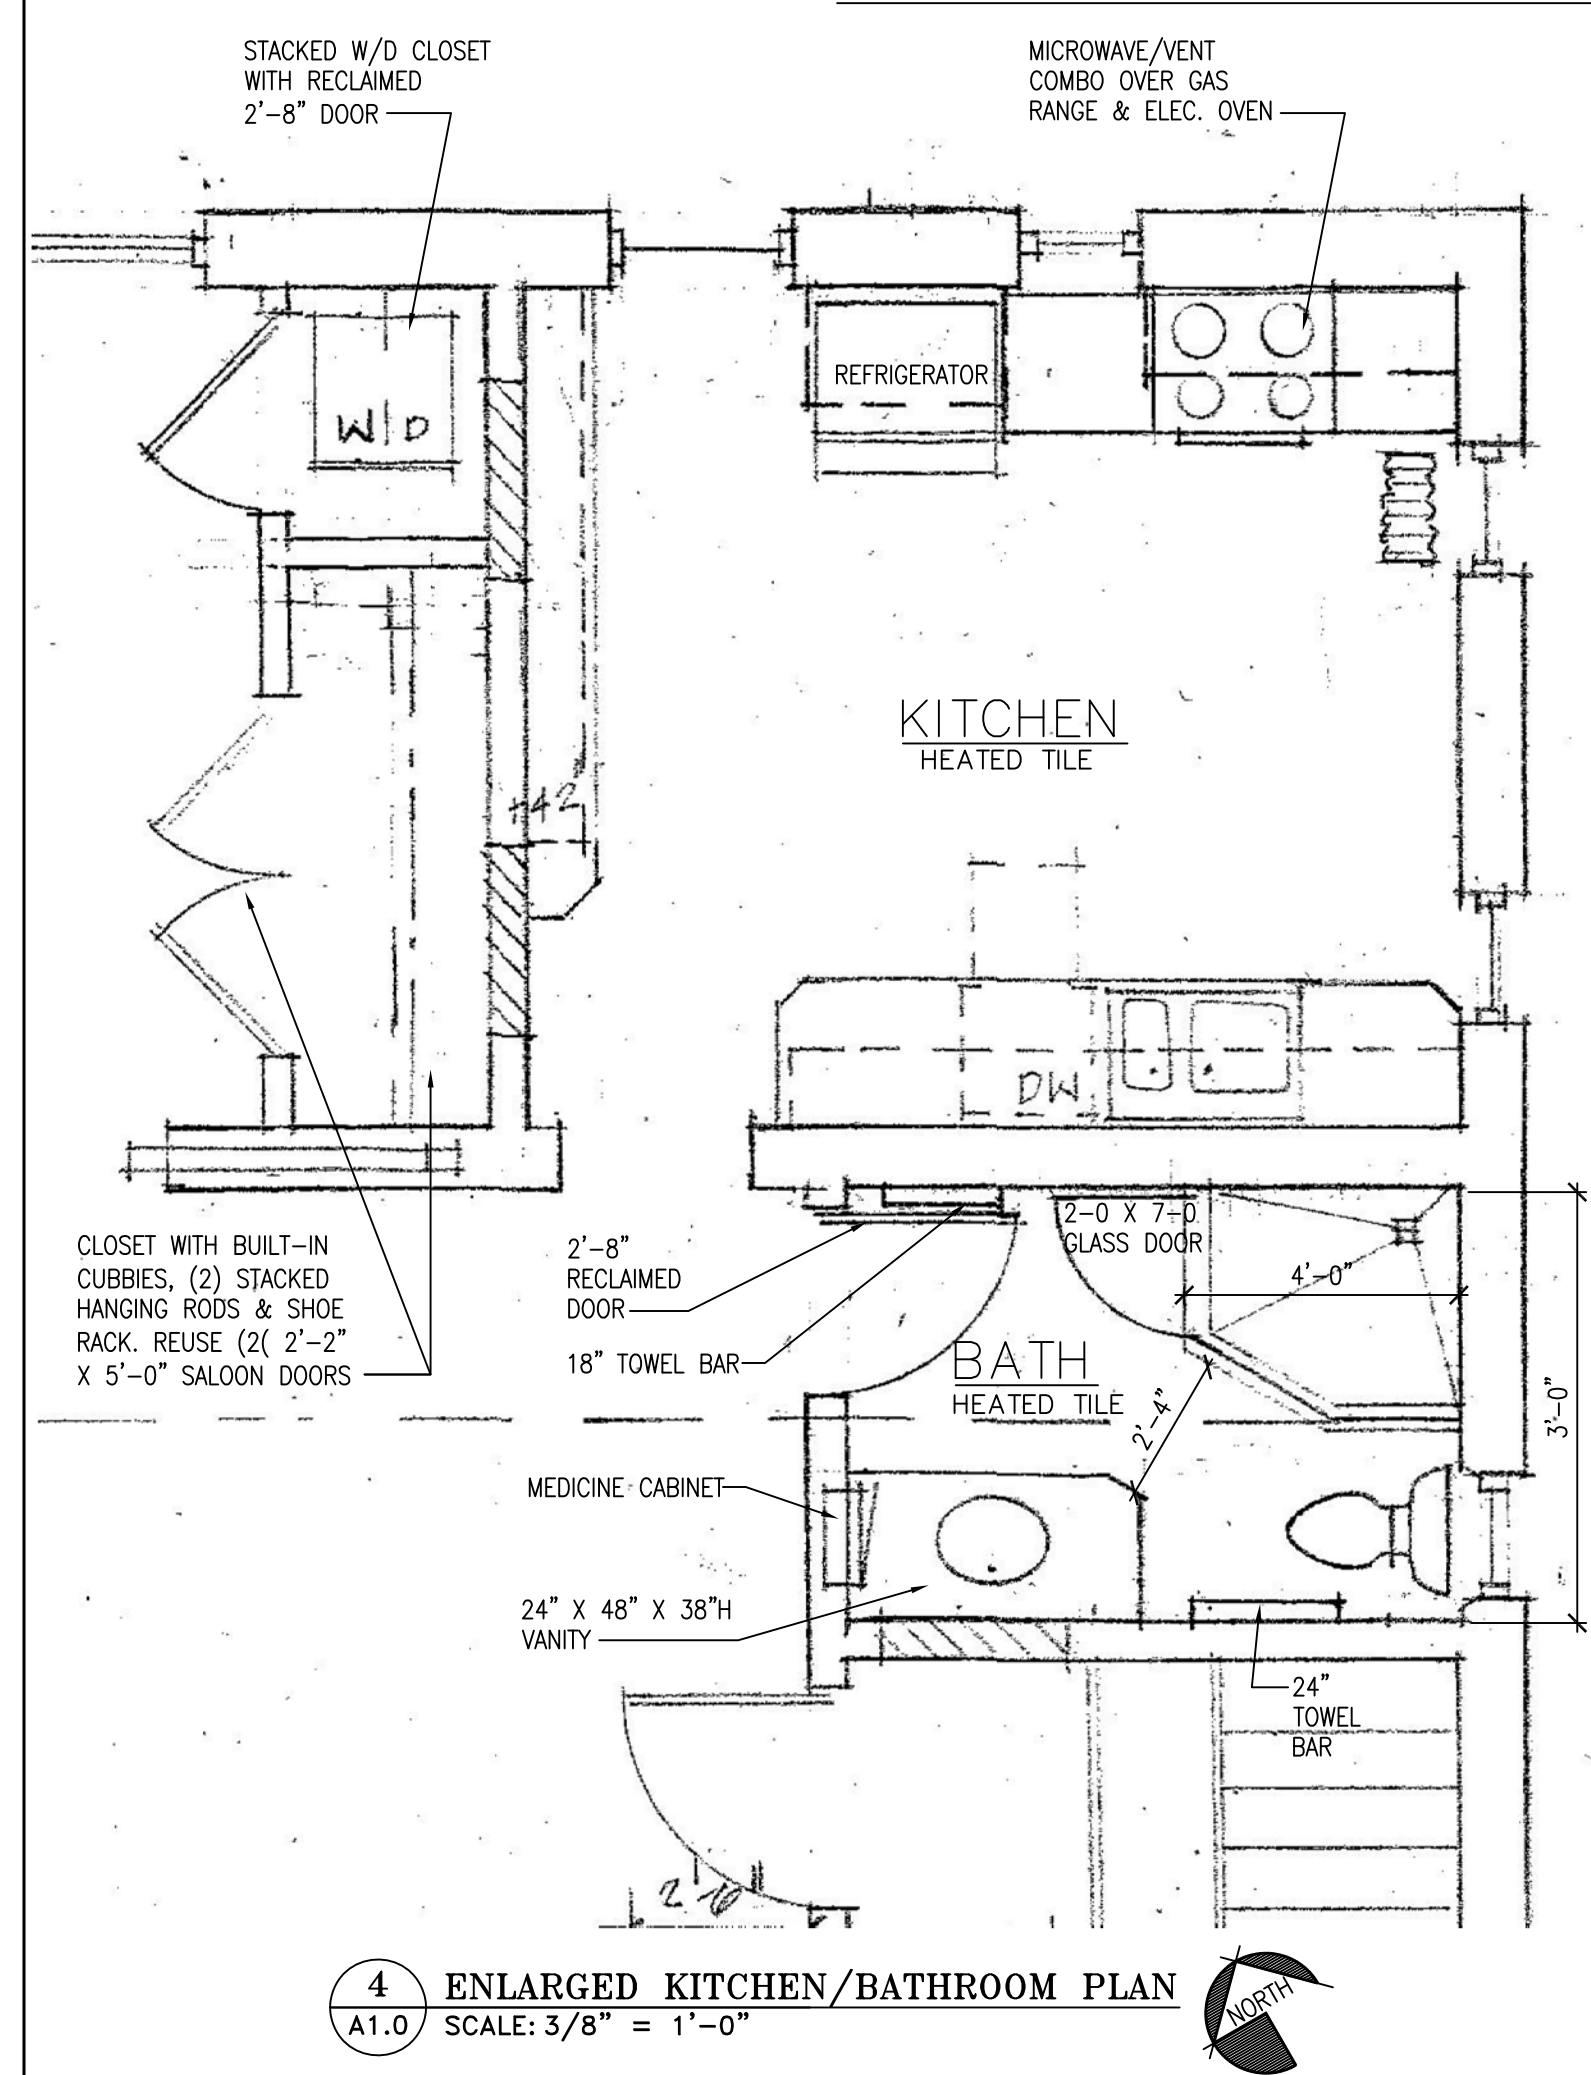 STACKED W/D CLOSET
WITH RECLAIMED
2'-8" DOOR
MICROWAVE/VENT
COMBO OVER GAS
RANGE & ELEC. OVEN
REFRIGERATOR
W/D
KITCHEN
HEATED TILE
+42
DW
CLOSET WITH BUILT-IN
CUBBIES, (2) STACKED
HANGING RODS & SHOE
RACK. REUSE (2( 2'-2"
X 5'-0" SALOON DOORS
2'-8"
RECLAIMED
DOOR
18" TOWEL BAR
2-0 X 7-0
GLASS DOOR
4'-0"
BATH
HEATED TILE
2'-4"
3'-0"
MEDICINE CABINET
24" X 48" X 38"H
VANITY
24"
TOWEL
BAR
4
A1.0
ENLARGED KITCHEN/BATHROOM PLAN
SCALE: 3/8" = 1'-0"
NORTH